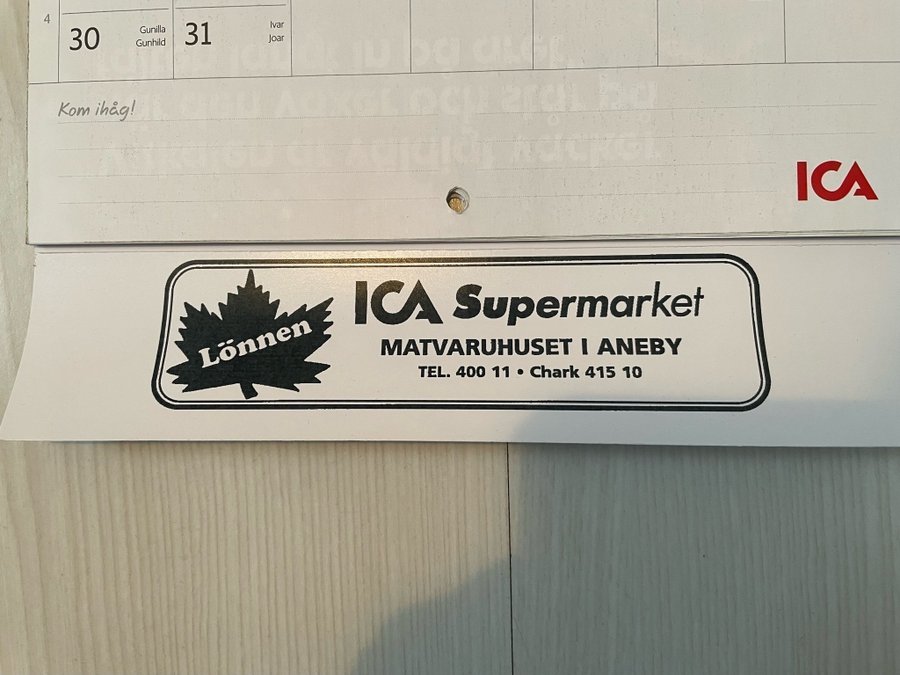 4
30
Gunilla
Gunhild
31
Ivar
Joar
Kom ihåg!
ICA
Lönnen
ICA Supermarket
MATVARUHUSET I ANEBY
TEL. 400 11 • Chark 415 10